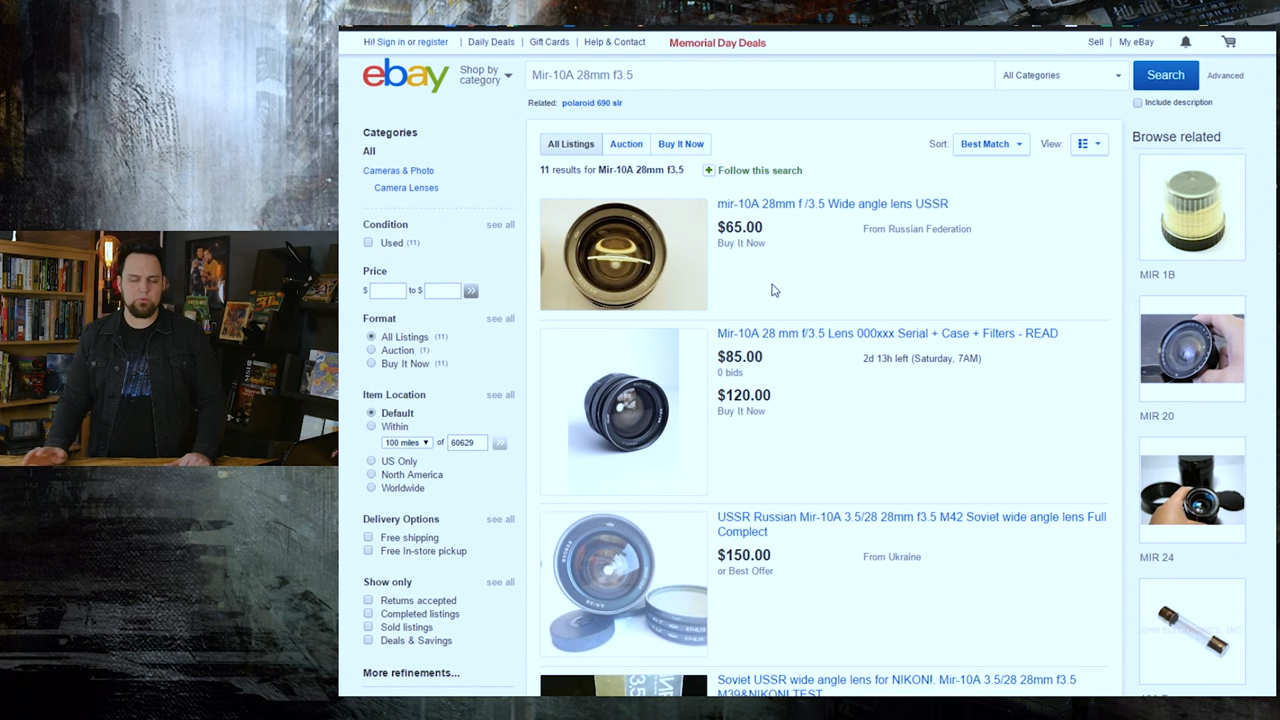 Hi! Sign in or register
Daily Deals
Gift Cards
Help & Contact
Memorial Day Deals
Sell
My eBay
ebay
Shop by
category
Mir-10A 28mm f3.5
All Categories
Search
Advanced
Related: polaroid 690 slr
Include description
Categories
All
Cameras & Photo
Camera Lenses
Condition
see all
Used (11)
Price
$ to $
Format
see all
All Listings (11)
Auction (1)
Buy It Now (11)
Item Location
see all
Default
Within
100 miles of 60629
US Only
North America
Worldwide
Delivery Options
see all
Free shipping
Free In-store pickup
Show only
see all
Returns accepted
Completed listings
Sold listings
Deals & Savings
More refinements...
All Listings
Auction
Buy It Now
Sort:
Best Match
View:
11 results for Mir-10A 28mm f3.5
Follow this search
mir-10A 28mm f /3.5 Wide angle lens USSR
$65.00
From Russian Federation
Buy It Now
Mir-10A 28 mm f/3.5 Lens 000xxx Serial + Case + Filters - READ
$85.00
2d 13h left (Saturday, 7AM)
0 bids
$120.00
Buy It Now
USSR Russian Mir-10A 3.5/28 28mm f3.5 M42 Soviet wide angle lens Full
Complect
$150.00
From Ukraine
or Best Offer
Soviet USSR wide angle lens for NIKON!. Mir-10A 3.5/28 28mm f3.5
M39&NIKON! TEST
Browse related
MIR 1B
MIR 20
MIR 24